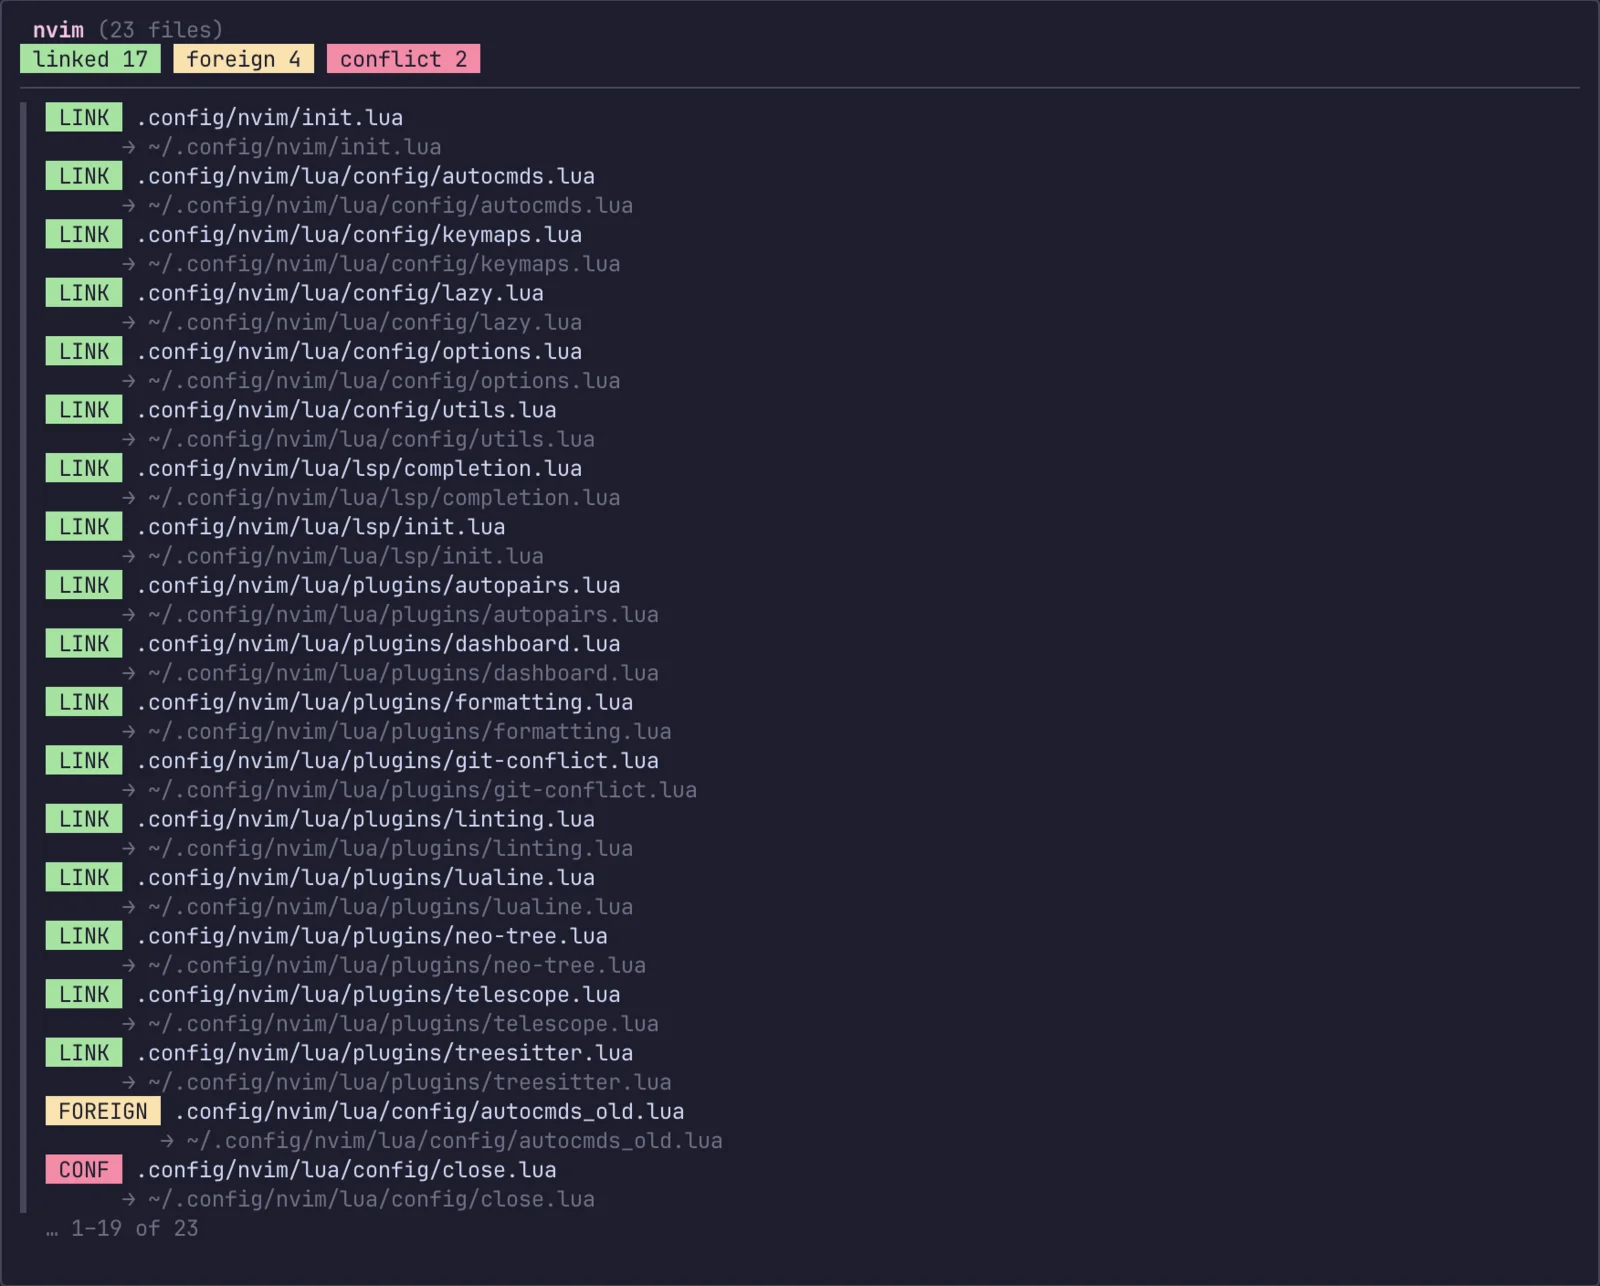 nvim (23 files)
linked 17 foreign 4 conflict 2
LINK .config/nvim/init.lua
→ ~/.config/nvim/init.lua
LINK .config/nvim/lua/config/autocmds.lua
→ ~/.config/nvim/lua/config/autocmds.lua
LINK .config/nvim/lua/config/keymaps.lua
→ ~/.config/nvim/lua/config/keymaps.lua
LINK .config/nvim/lua/config/lazy.lua
→ ~/.config/nvim/lua/config/lazy.lua
LINK .config/nvim/lua/config/options.lua
→ ~/.config/nvim/lua/config/options.lua
LINK .config/nvim/lua/config/utils.lua
→ ~/.config/nvim/lua/config/utils.lua
LINK .config/nvim/lua/lsp/completion.lua
→ ~/.config/nvim/lua/lsp/completion.lua
LINK .config/nvim/lua/lsp/init.lua
→ ~/.config/nvim/lua/lsp/init.lua
LINK .config/nvim/lua/plugins/autopairs.lua
→ ~/.config/nvim/lua/plugins/autopairs.lua
LINK .config/nvim/lua/plugins/dashboard.lua
→ ~/.config/nvim/lua/plugins/dashboard.lua
LINK .config/nvim/lua/plugins/formatting.lua
→ ~/.config/nvim/lua/plugins/formatting.lua
LINK .config/nvim/lua/plugins/git-conflict.lua
→ ~/.config/nvim/lua/plugins/git-conflict.lua
LINK .config/nvim/lua/plugins/linting.lua
→ ~/.config/nvim/lua/plugins/linting.lua
LINK .config/nvim/lua/plugins/lualine.lua
→ ~/.config/nvim/lua/plugins/lualine.lua
LINK .config/nvim/lua/plugins/neo-tree.lua
→ ~/.config/nvim/lua/plugins/neo-tree.lua
LINK .config/nvim/lua/plugins/telescope.lua
→ ~/.config/nvim/lua/plugins/telescope.lua
LINK .config/nvim/lua/plugins/treesitter.lua
→ ~/.config/nvim/lua/plugins/treesitter.lua
FOREIGN .config/nvim/lua/config/autocmds_old.lua
→ ~/.config/nvim/lua/config/autocmds_old.lua
CONF .config/nvim/lua/config/close.lua
→ ~/.config/nvim/lua/config/close.lua
… 1–19 of 23